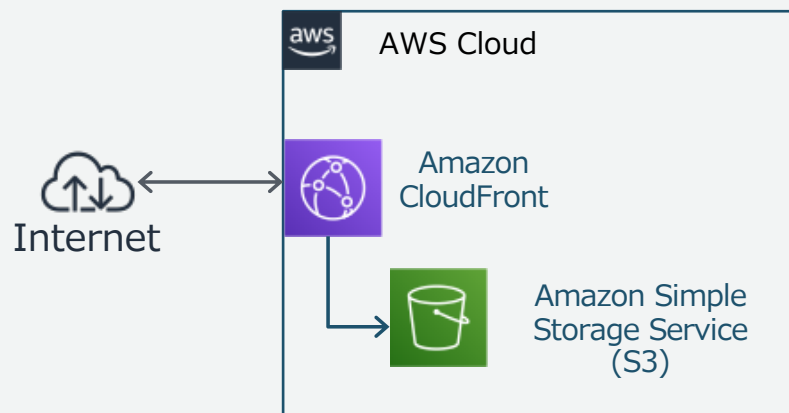 aws
AWS Cloud
Amazon
CloudFront
Internet
Amazon Simple
Storage Service
(S3)